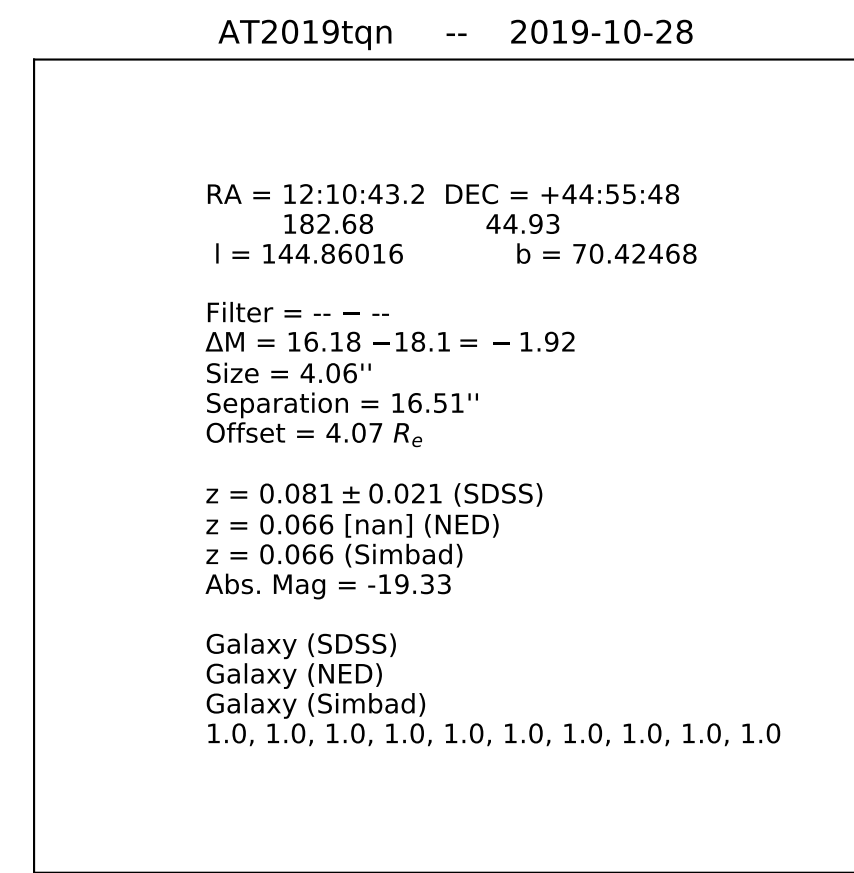 AT2019tqn -- 2019-10-28
RA = 12:10:43.2 DEC = +44:55:48
182.68 44.93
l = 144.86016 b = 70.42468
Filter = -- − --
ΔM = 16.18 −18.1 = − 1.92
Size = 4.06''
Separation = 16.51''
Offset = 4.07 Rₑ
z = 0.081 ± 0.021 (SDSS)
z = 0.066 [nan] (NED)
z = 0.066 (Simbad)
Abs. Mag = -19.33
Galaxy (SDSS)
Galaxy (NED)
Galaxy (Simbad)
1.0, 1.0, 1.0, 1.0, 1.0, 1.0, 1.0, 1.0, 1.0, 1.0